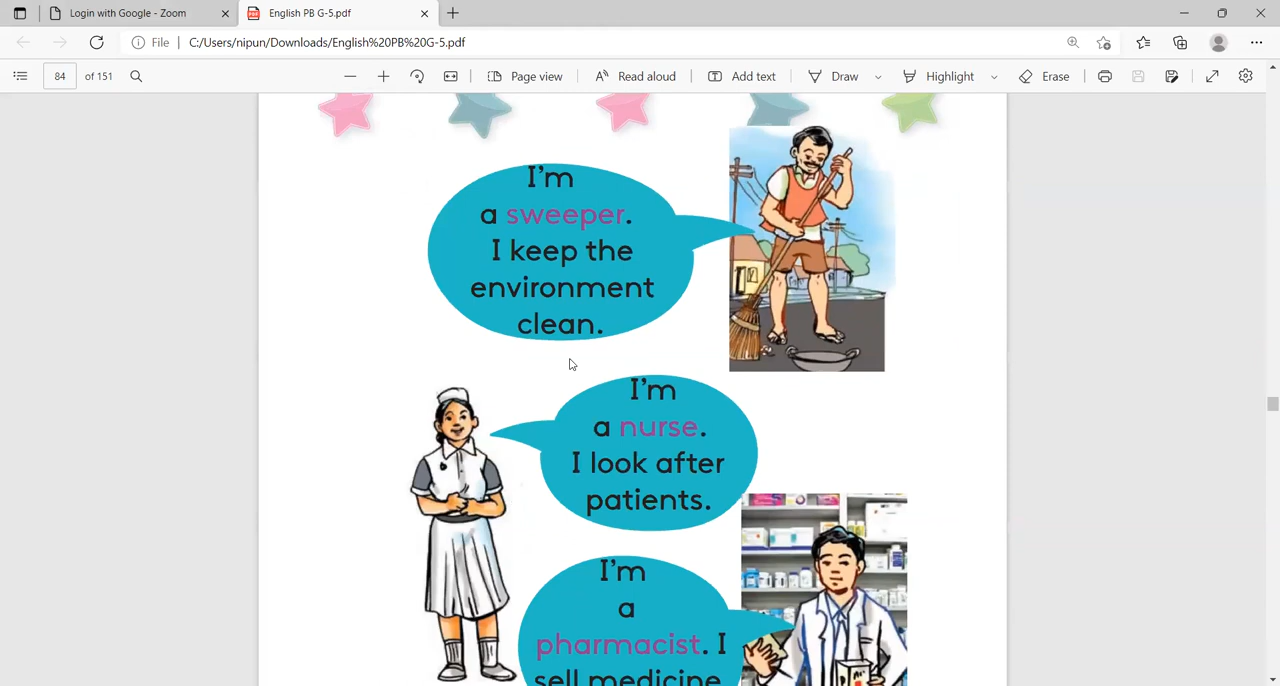 Login with Google - Zoom
English PB G-5.pdf
File
C:/Users/nipun/Downloads/English%20PB%20G-5.pdf
84 of 151
Page view
Read aloud
Add text
Draw
Highlight
Erase
I'm
a sweeper.
I keep the
environment
clean.
I'm
a nurse.
I look after
patients.
I'm
a
pharmacist. I
sell medicine